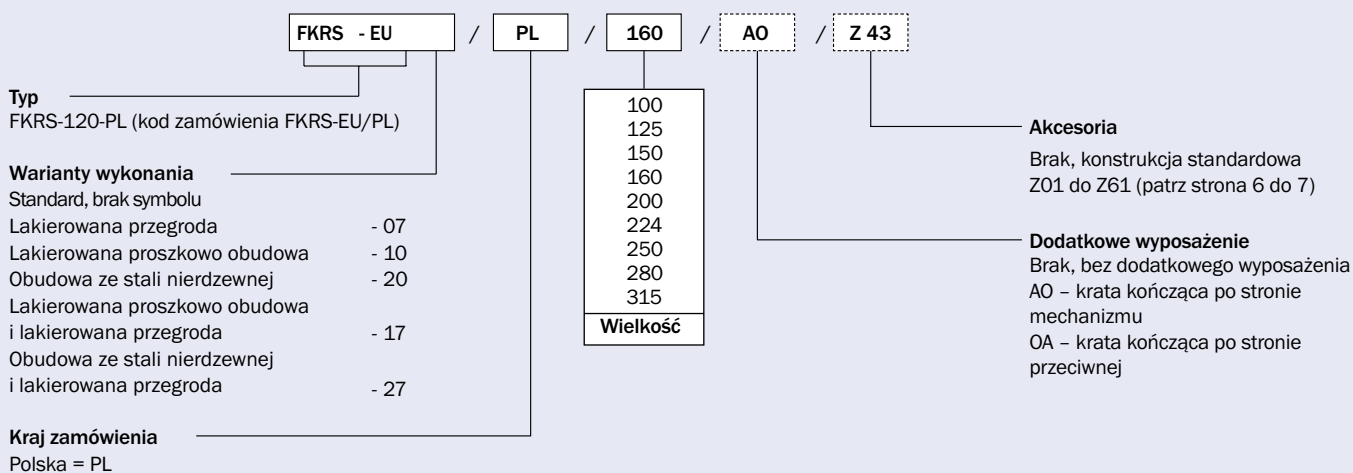 FKRS - EU / PL / 160 / AO / Z 43
Typ
FKRS-120-PL (kod zamówienia FKRS-EU/PL)
Warianty wykonania
Standard, brak symbolu
Lakierowana przegroda - 07
Lakierowana proszkowo obudowa - 10
Obudowa ze stali nierdzewnej - 20
Lakierowana proszkowo obudowa
i lakierowana przegroda - 17
Obudowa ze stali nierdzewnej
i lakierowana przegroda - 27
Kraj zamówienia
Polska = PL
100
125
150
160
200
224
250
280
315
Wielkość
Akcesoria
Brak, konstrukcja standardowa
Z01 do Z61 (patrz strona 6 do 7)
Dodatkowe wyposażenie
Brak, bez dodatkowego wyposażenia
AO – krata kończąca po stronie
mechanizmu
OA – krata kończąca po stronie
przeciwnej